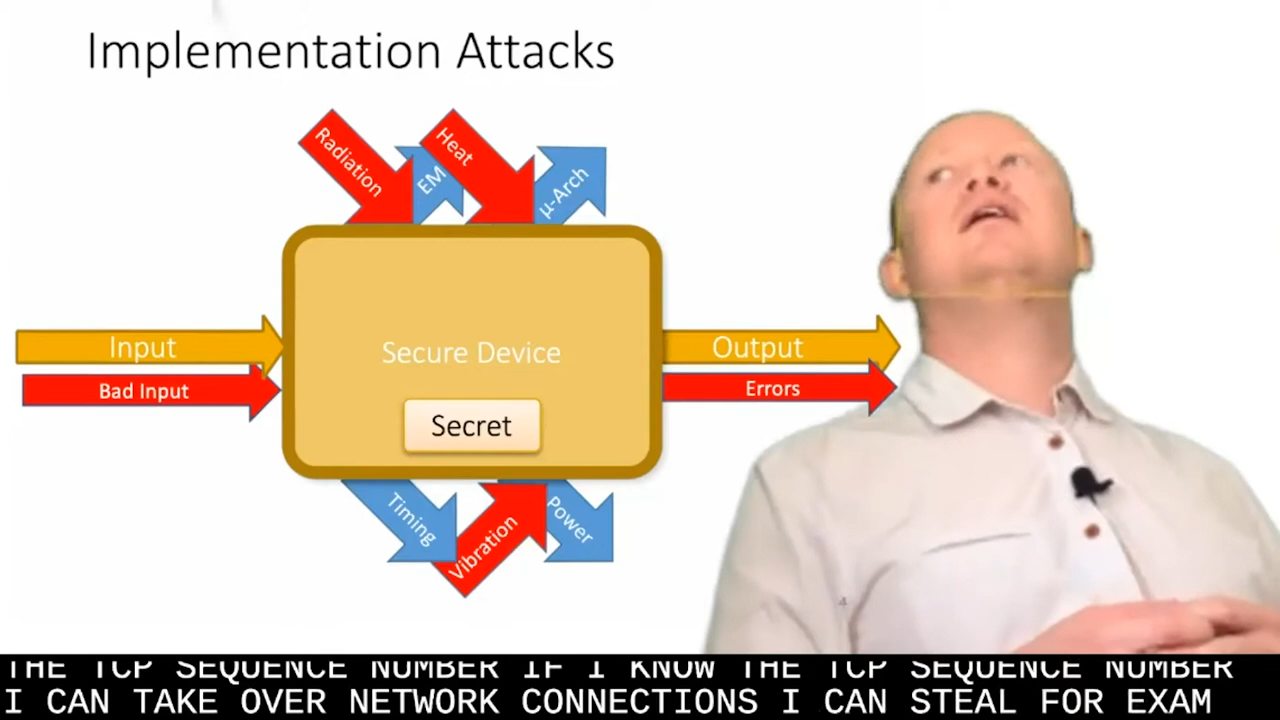 Implementation Attacks
Radiation
EM
Heat
μ-Arch
Input
Bad Input
Secure Device
Secret
Output
Errors
Timing
Vibration
Power
THE TCP SEQUENCE NUMBER IF I KNOW THE TCP SEQUENCE NUMBER
I CAN TAKE OVER NETWORK CONNECTIONS I CAN STEAL FOR EXAM